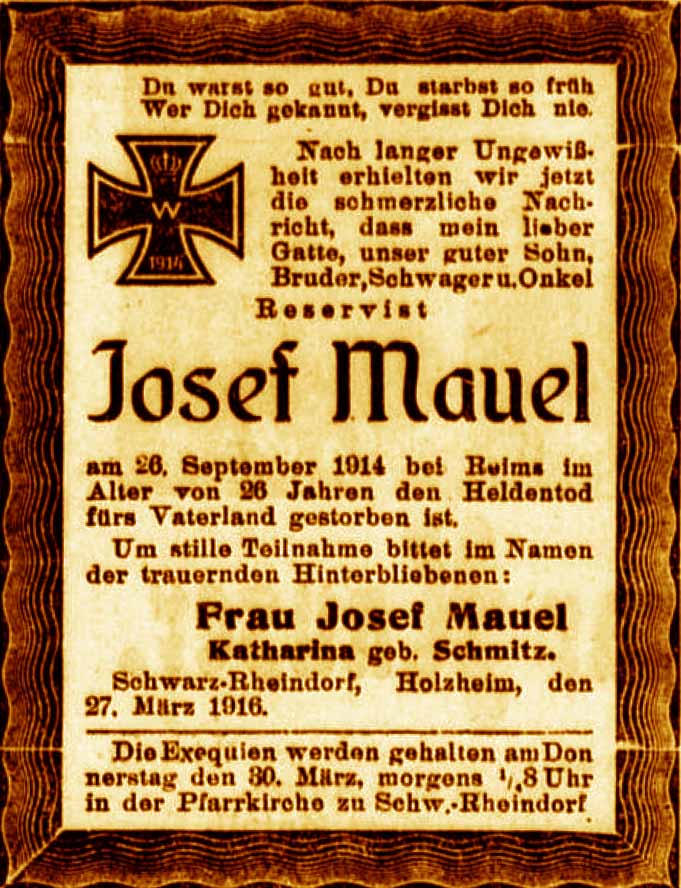 Du warst so gut, Du starbst so früh
Wer Dich gekannt, vergisst Dich nie.
W
1914
Nach langer Ungewiß-
heit erhielten wir jetzt
die schmerzliche Nach-
richt, dass mein lieber
Gatte, unser guter Sohn,
Bruder, Schwager u. Onkel
Reservist
Josef Mauel
am 26. September 1914 bei Reims im
Alter von 26 Jahren den Heldentod
fürs Vaterland gestorben ist.
Um stille Teilnahme bittet im Namen
der trauernden Hinterbliebenen:
Frau Josef Mauel
Katharina geb. Schmitz.
Schwarz-Rheindorf, Holzheim, den
27. März 1916.
Die Exequien werden gehalten am Don
nerstag den 30. März, morgens 8 Uhr
in der Pfarrkirche zu Schw.-Rheindorf